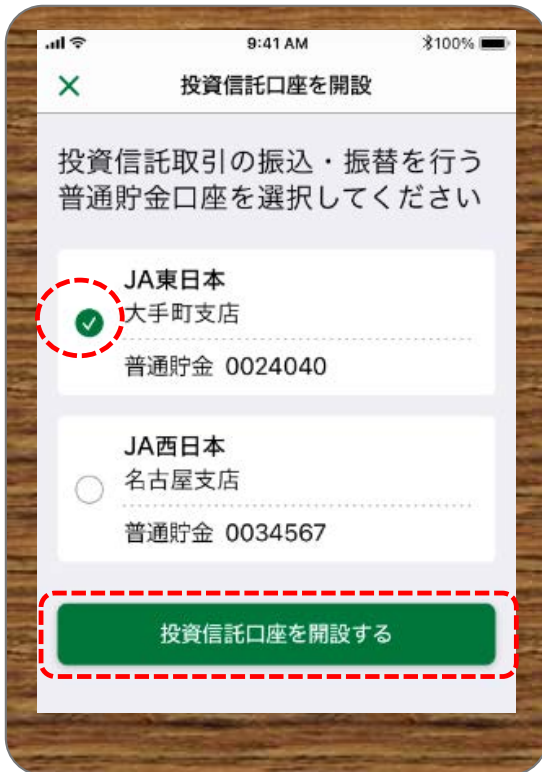 9:41 AM
100%
投資信託口座を開設
投資信託取引の振込・振替を行う
普通貯金口座を選択してください
JA東日本
大手町支店
普通貯金 0024040
JA西日本
名古屋支店
普通貯金 0034567
投資信託口座を開設する